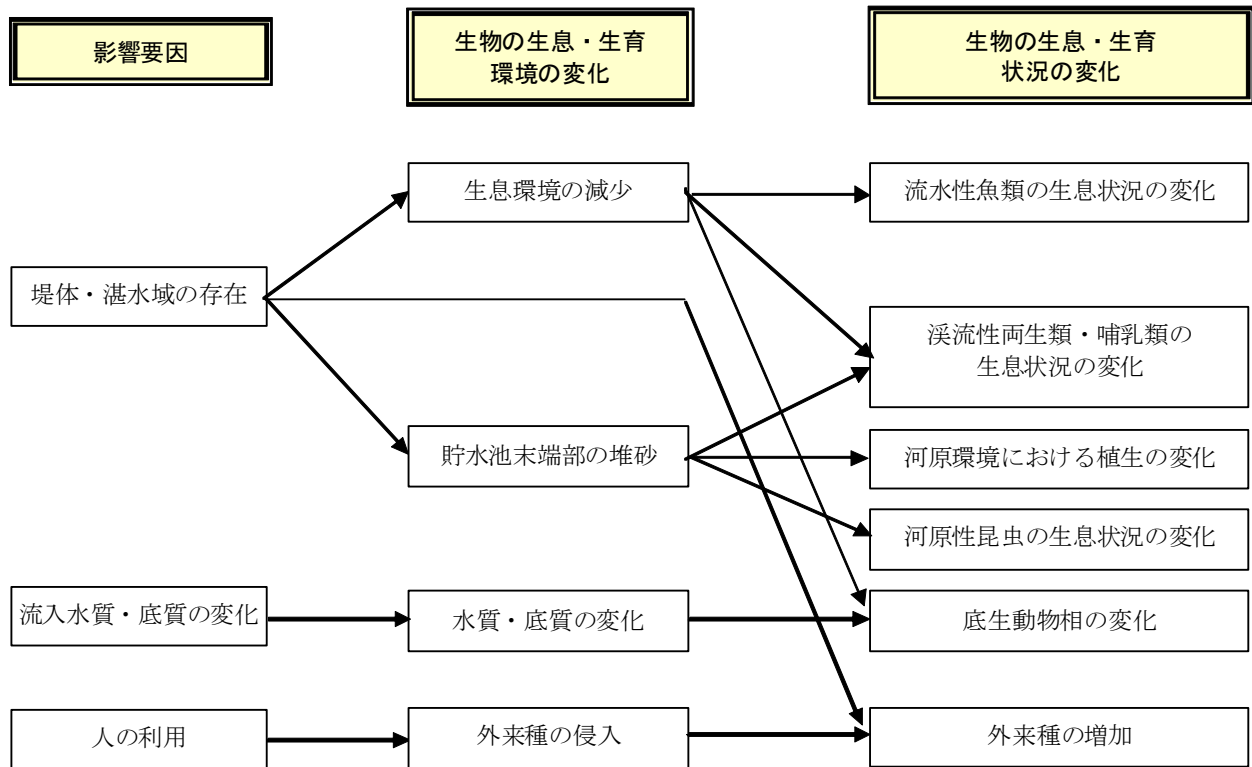 影響要因
生物の生息・生育
環境の変化
生物の生息・生育
状況の変化
生息環境の減少
流水性魚類の生息状況の変化
堤体・湛水域の存在
渓流性両生類・哺乳類の
生息状況の変化
貯水池末端部の堆砂
河原環境における植生の変化
河原性昆虫の生息状況の変化
流入水質・底質の変化
水質・底質の変化
底生動物相の変化
人の利用
外来種の侵入
外来種の増加